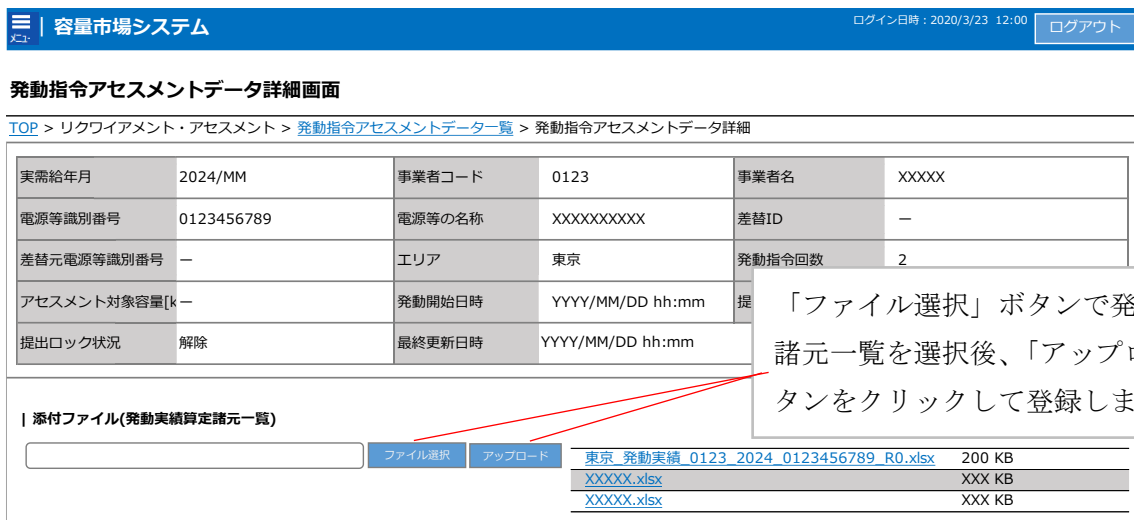 メニュー
容量市場システム
ログイン日時：2020/3/23 12:00
ログアウト
発動指令アセスメントデータ詳細画面
TOP > リクワイアメント・アセスメント > 発動指令アセスメントデータ一覧 > 発動指令アセスメントデータ詳細
実需給年月 2024/MM 事業者コード 0123 事業者名 XXXXX
電源等識別番号 0123456789 電源等の名称 XXXXXXXXXX 差替ID －
差替元電源等識別番号 － エリア 東京 発動指令回数 2
アセスメント対象容量[k － 発動開始日時 YYYY/MM/DD hh:mm 提
提出ロック状況 解除 最終更新日時 YYYY/MM/DD hh:mm
「ファイル選択」ボタンで発
諸元一覧を選択後、「アップ
タンをクリックして登録しま
| 添付ファイル(発動実績算定諸元一覧)
ファイル選択 アップロード
東京_発動実績_0123_2024_0123456789_R0.xlsx 200 KB
XXXXX.xlsx XXX KB
XXXXX.xlsx XXX KB